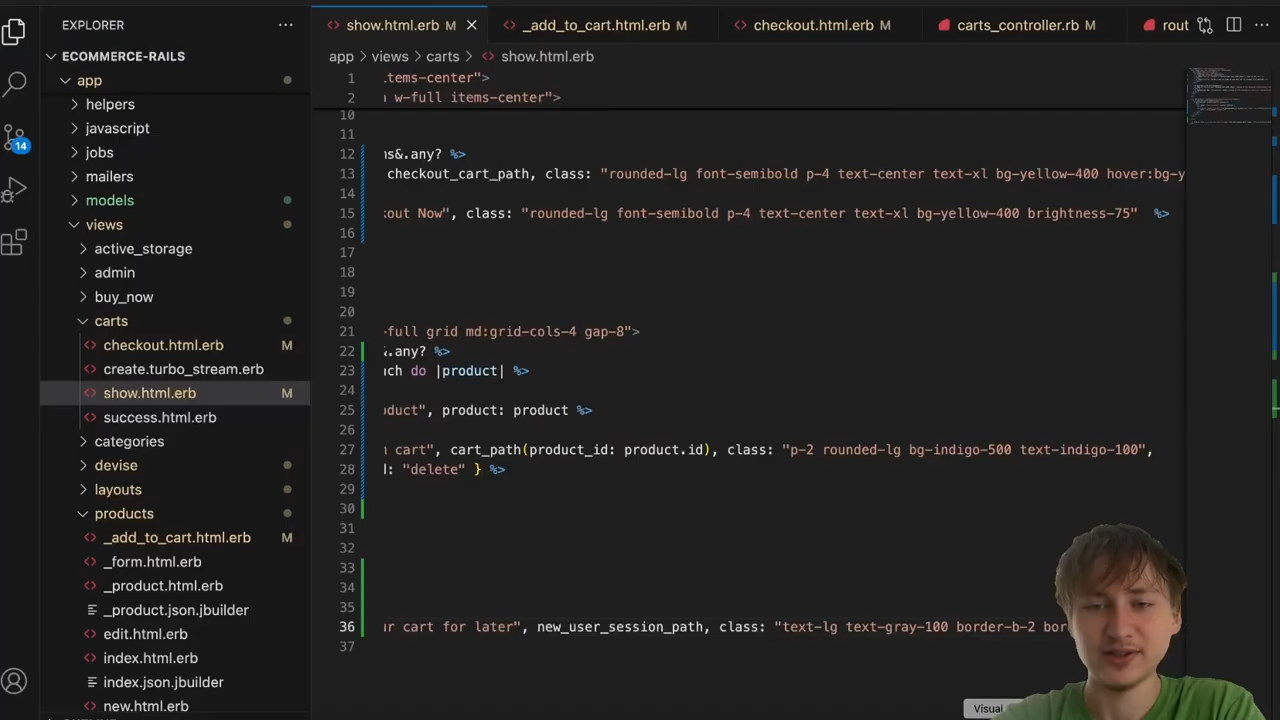 EXPLORER
ECOMMERCE-RAILS
app
helpers
javascript
jobs
mailers
models
views
active_storage
admin
buy_now
carts
checkout.html.erb M
create.turbo_stream.erb
show.html.erb M
success.html.erb
categories
devise
layouts
products
_add_to_cart.html.erb M
_form.html.erb
_product.html.erb
_product.json.jbuilder
edit.html.erb
index.html.erb
index.json.jbuilder
new.html.erb
14
show.html.erb M
_add_to_cart.html.erb M
checkout.html.erb M
carts_controller.rb M
rout
app > views > carts > show.html.erb
1 items-center">
2 w-full items-center">
10
11
12 ns&.any? %>
13 checkout_cart_path, class: "rounded-lg font-semibold p-4 text-center text-xl bg-yellow-400 hover:bg-y
14
15 out Now", class: "rounded-lg font-semibold p-4 text-center text-xl bg-yellow-400 brightness-75" %>
16
17
18
19
20
21 -full grid md:grid-cols-4 gap-8">
22 &.any? %>
23 ch do |product| %>
24
25 oduct", product: product %>
26
27 cart", cart_path(product_id: product.id), class: "p-2 rounded-lg bg-indigo-500 text-indigo-100",
28 : "delete" } %>
29
30
31
32
33
34
35
36 ur cart for later", new_user_session_path, class: "text-lg text-gray-100 border-b-2 bor
37
Visual